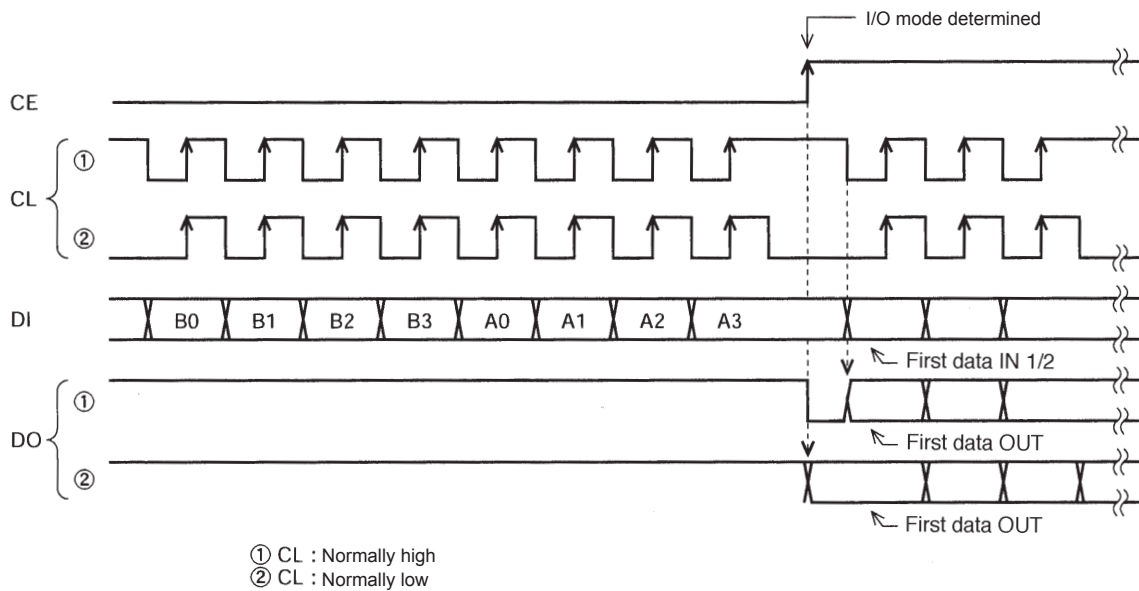 I/O mode determined
CE
CL
①
②
DI
B0 B1 B2 B3 A0 A1 A2 A3
First data IN 1/2
DO
①
First data OUT
②
First data OUT
① CL : Normally high
② CL : Normally low